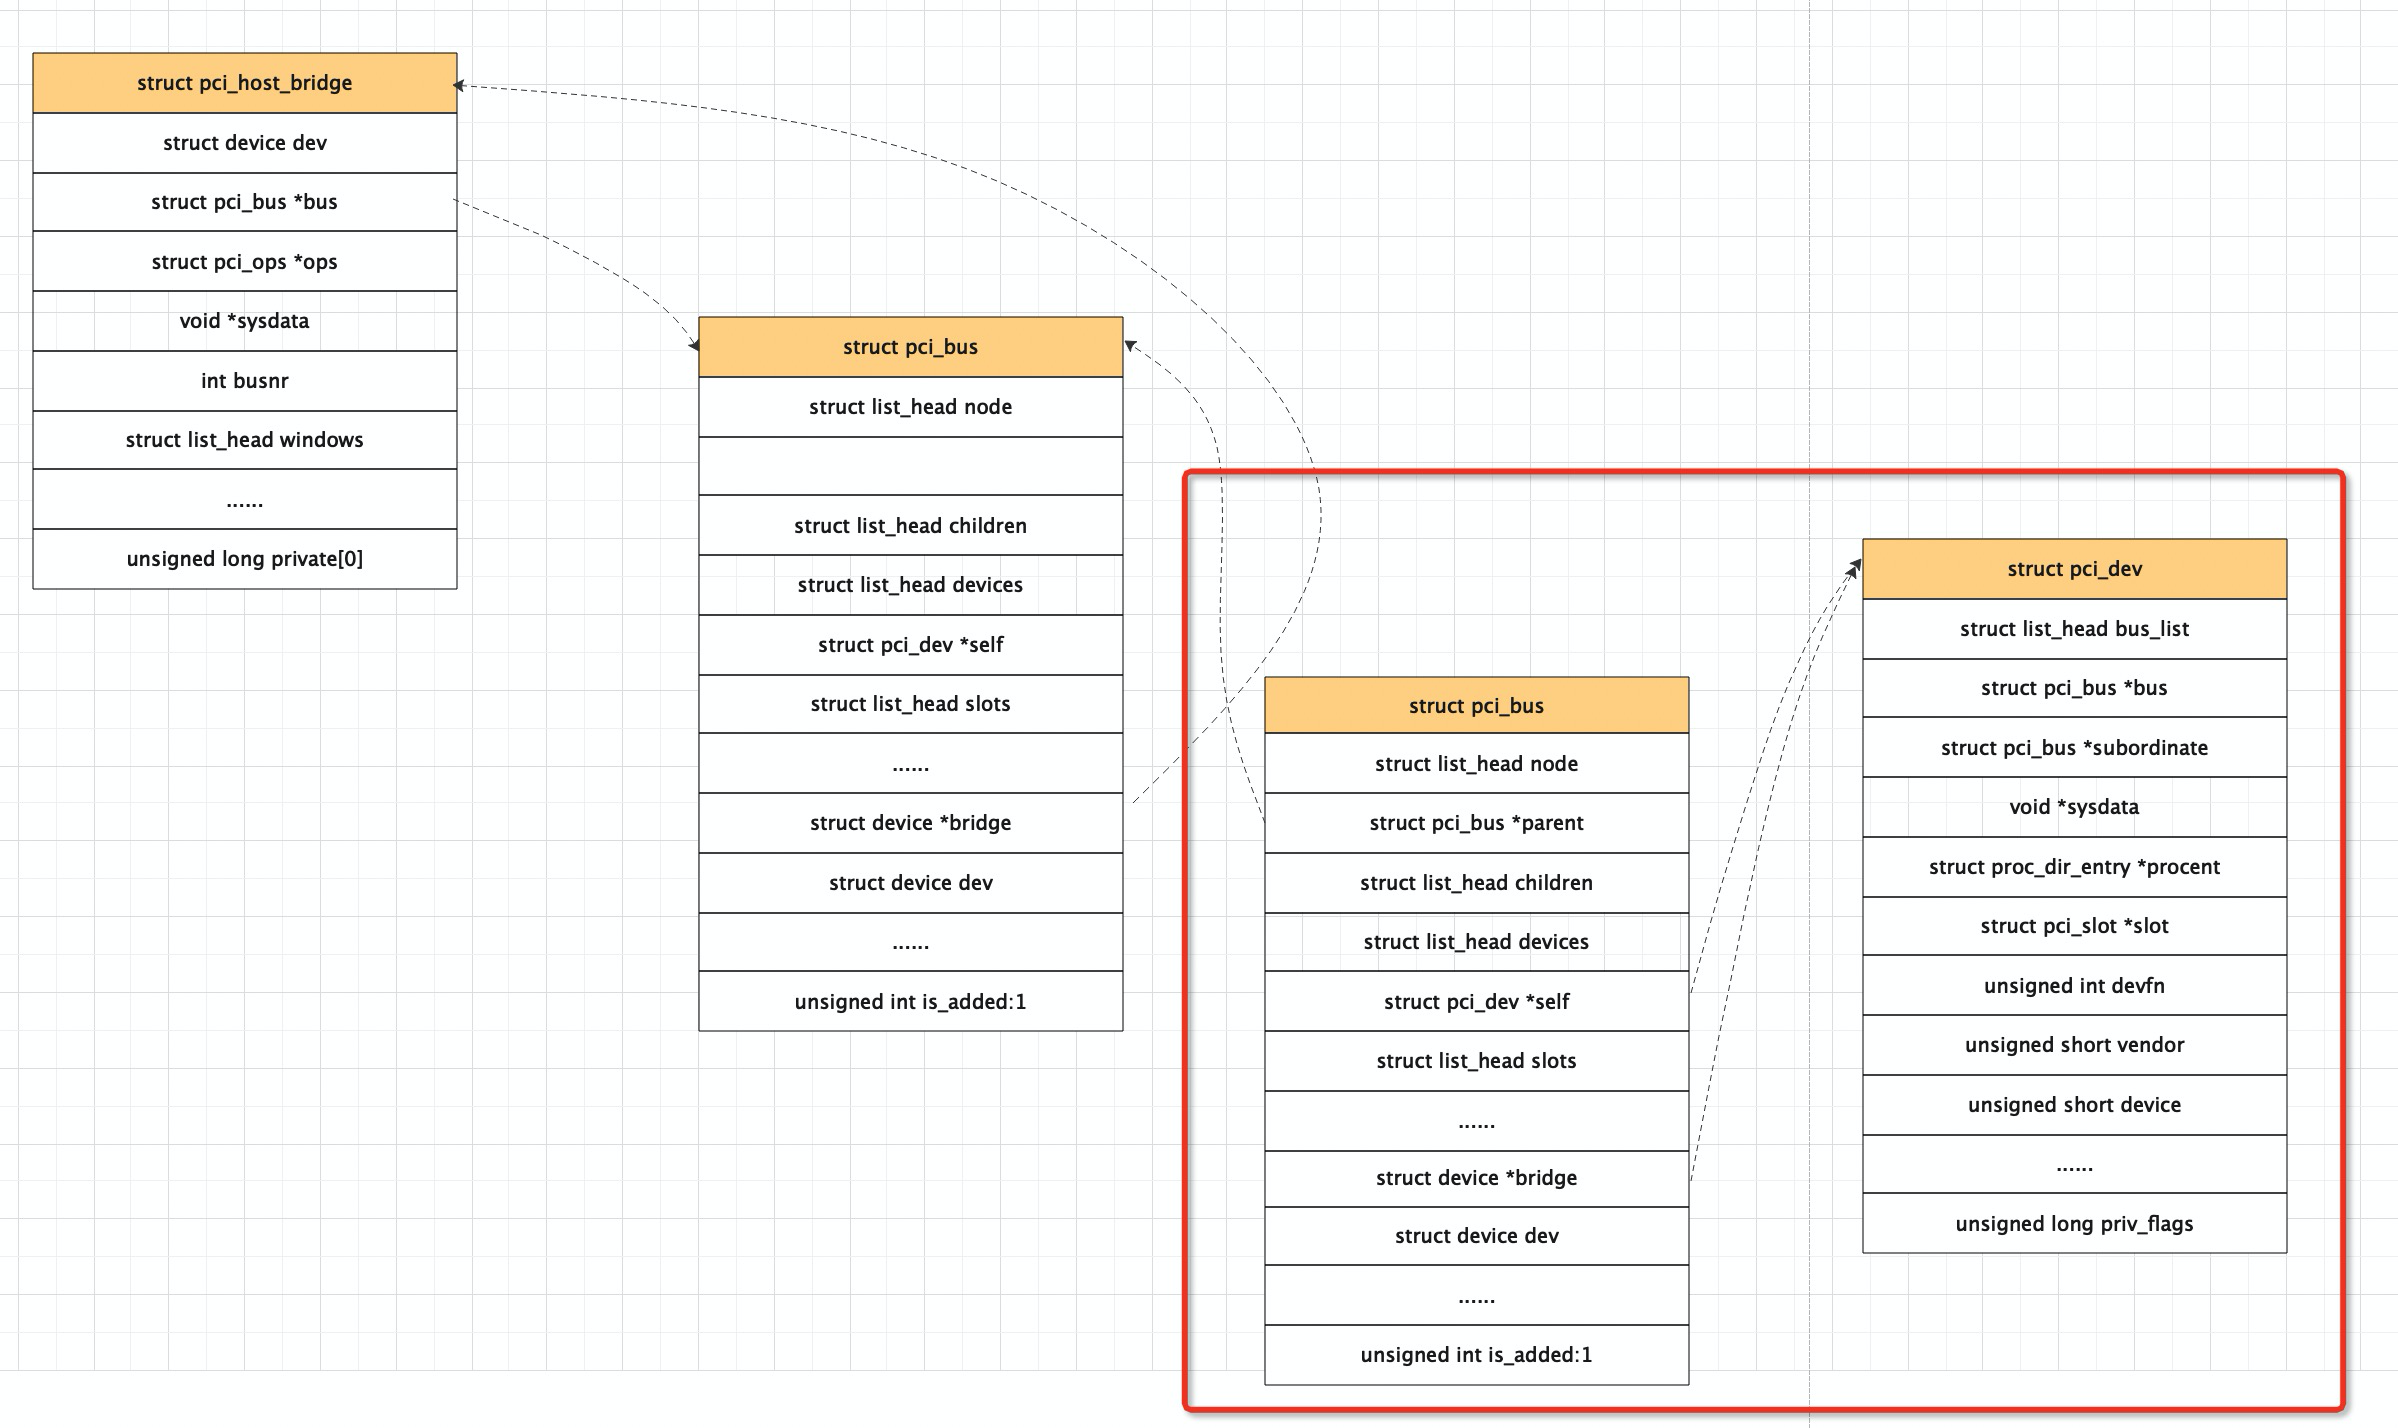 struct pci_host_bridge
struct device dev
struct pci_bus *bus
struct pci_ops *ops
void *sysdata
int busnr
struct list_head windows
......
unsigned long private[0]
struct pci_bus
struct list_head node
struct list_head children
struct list_head devices
struct pci_dev *self
struct list_head slots
......
struct device *bridge
struct device dev
......
unsigned int is_added:1
struct pci_bus
struct list_head node
struct pci_bus *parent
struct list_head children
struct list_head devices
struct pci_dev *self
struct list_head slots
......
struct device *bridge
struct device dev
......
unsigned int is_added:1
struct pci_dev
struct list_head bus_list
struct pci_bus *bus
struct pci_bus *subordinate
void *sysdata
struct proc_dir_entry *procent
struct pci_slot *slot
unsigned int devfn
unsigned short vendor
unsigned short device
......
unsigned long priv_flags